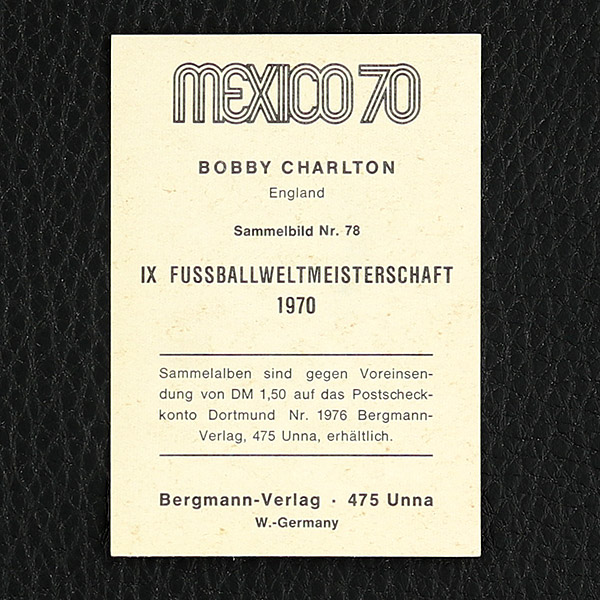 MEXICO 70
BOBBY CHARLTON
England
Sammelbild Nr. 78
IX FUSSBALLWELTMEISTERSCHAFT
1970
Sammelalben sind gegen Voreinsen-
dung von DM 1,50 auf das Postscheck-
konto Dortmund Nr. 1976 Bergmann-
Verlag, 475 Unna, erhältlich.
Bergmann-Verlag · 475 Unna
W.-Germany